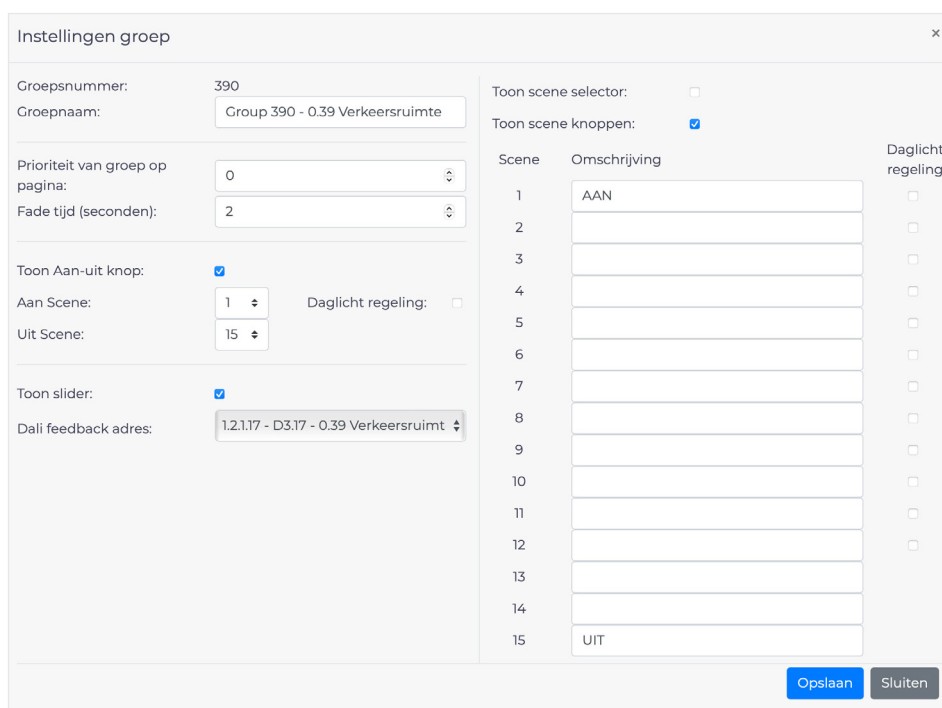 Instellingen groep ×
Groepsnummer: 390
Groepnaam: Group 390 - 0.39 Verkeersruimte
Prioriteit van groep op
pagina: 0
Fade tijd (seconden): 2
Toon Aan-uit knop:
Aan Scene: 1 Daglicht regeling:
Uit Scene: 15
Toon slider:
Dali feedback adres: 1.2.1.17 - D3.17 - 0.39 Verkeersruimt
Toon scene selector:
Toon scene knoppen:
Scene Omschrijving Daglicht
regeling
1 AAN
2
3
4
5
6
7
8
9
10
11
12
13
14
15 UIT
Opslaan Sluiten